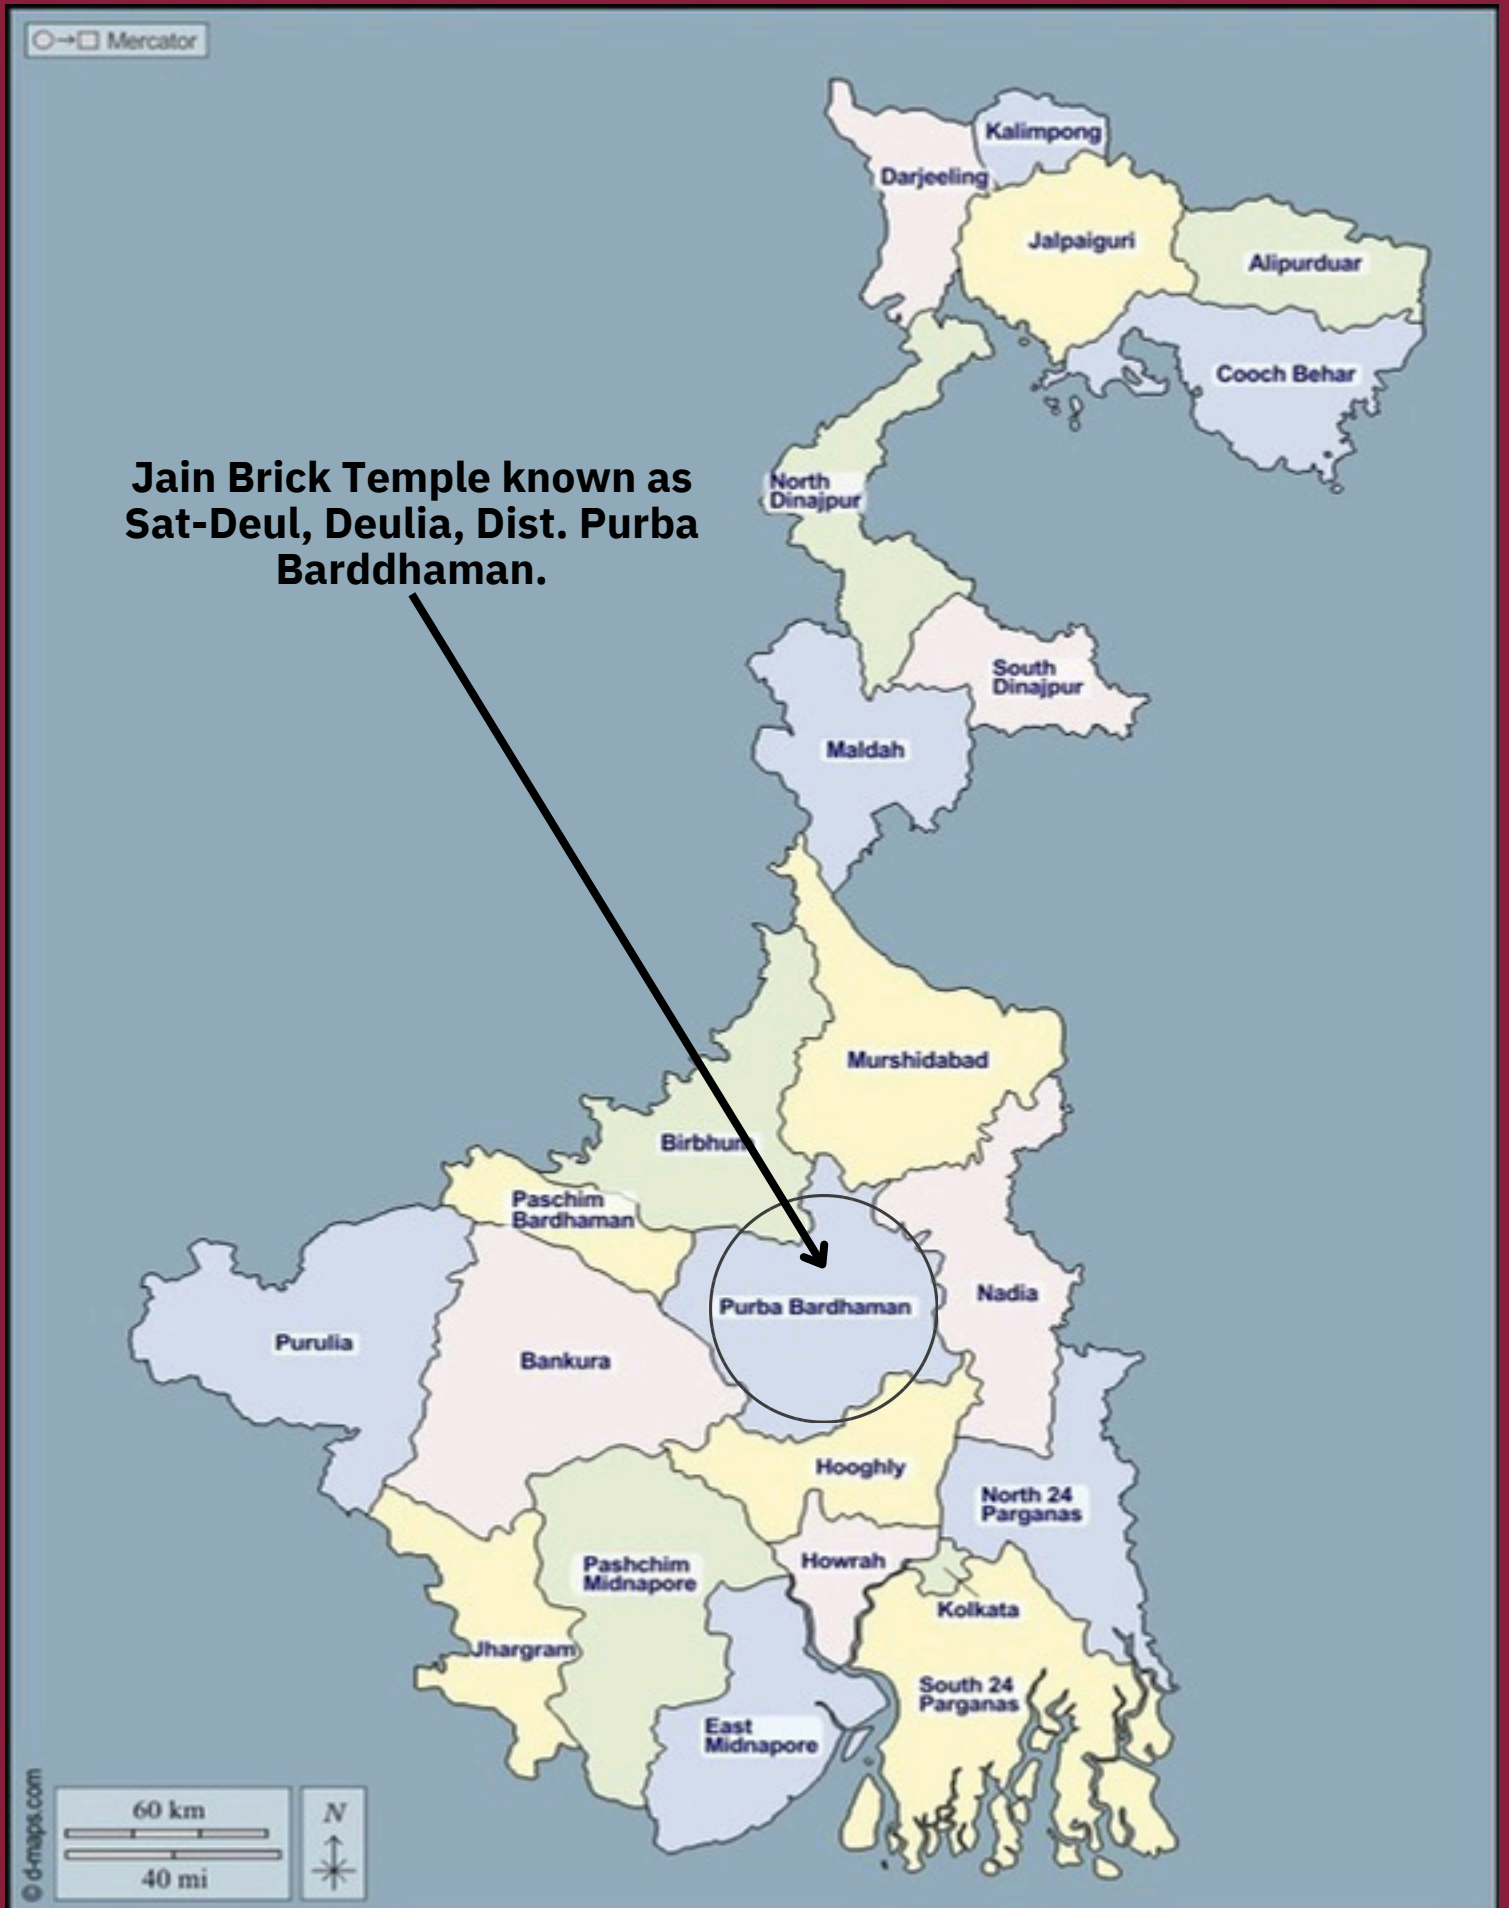 Mercator
Kalimpong
Darjeeling
Jalpaiguri
Alipurduar
Cooch Behar
Jain Brick Temple known as
Sat-Deul, Deulia, Dist. Purba
Barddhaman.
North
Dinajpur
South
Dinajpur
Maldah
Murshidabad
Birbhum
Paschim
Bardhaman
Purba Bardhaman
Nadia
Purulia
Bankura
Hooghly
North 24
Parganas
Howrah
Pashchim
Midnapore
Kolkata
Jhargram
South 24
Parganas
East
Midnapore
60 km
40 mi
N
© d-maps.com